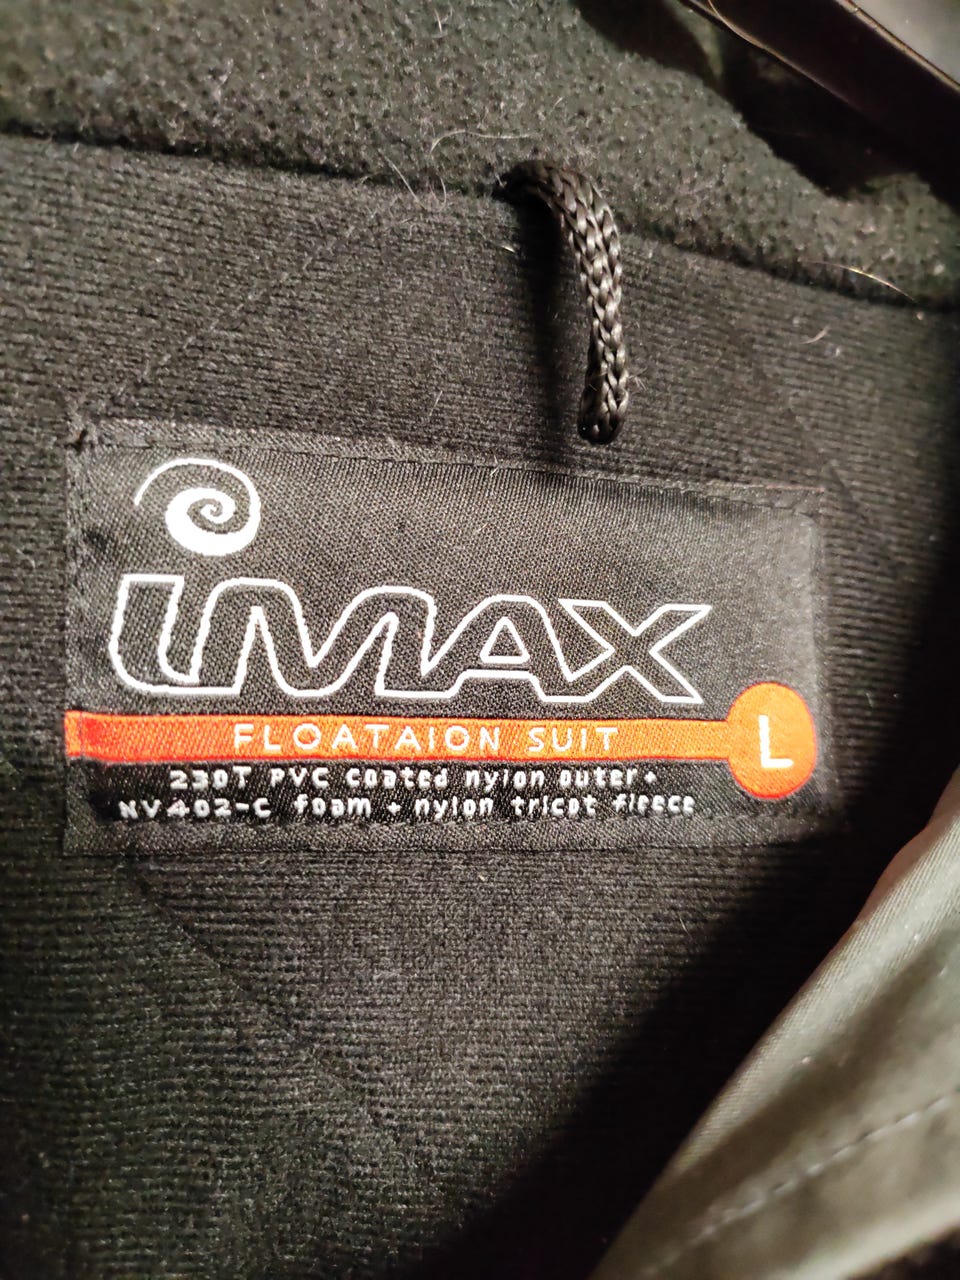 iMAX
FLOATAION SUIT
L
230T PVC coated nylon outer+
NV402-C foam + nylon tricot fleece